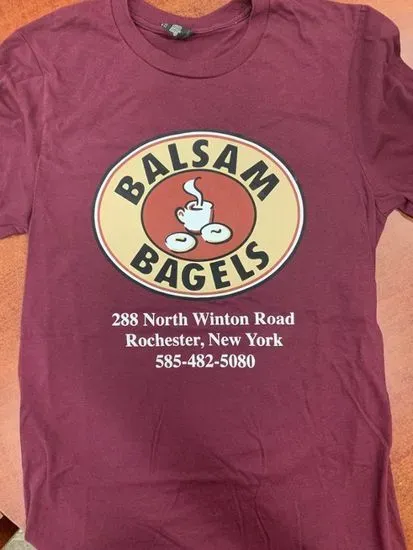 BALSAM
BAGELS
288 North Winton Road
Rochester, New York
585-482-5080